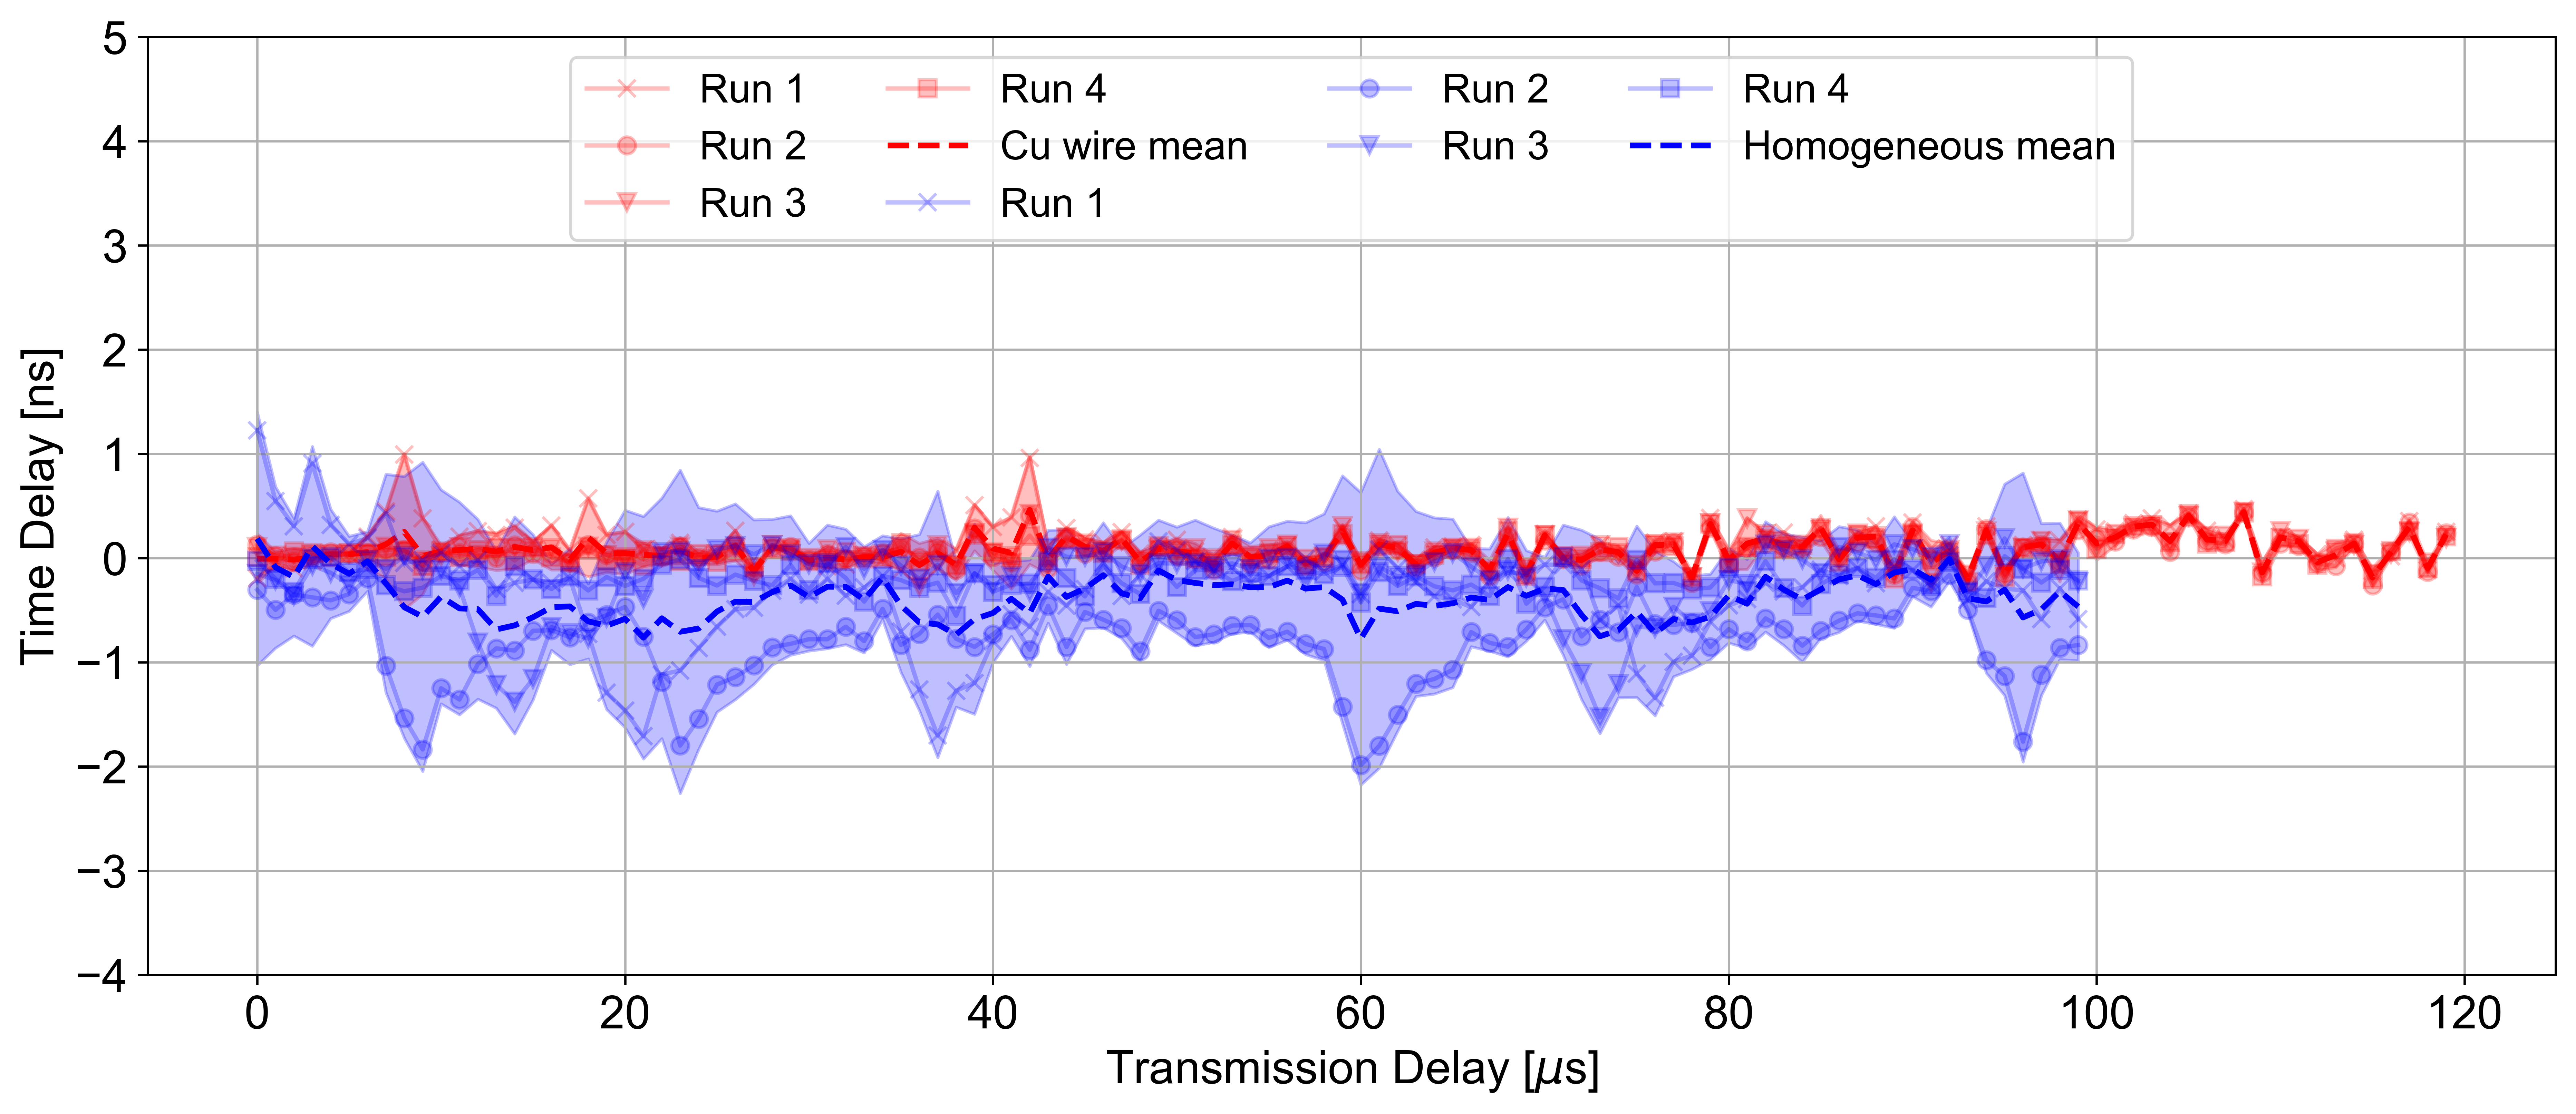 5
4
3
2
1
0
−1
−2
−3
−4
Time Delay [ns]
Run 1
Run 2
Run 3
Run 4
Cu wire mean
Run 1
Run 2
Run 3
Run 4
Homogeneous mean
0
20
40
60
80
100
120
Transmission Delay [μs]